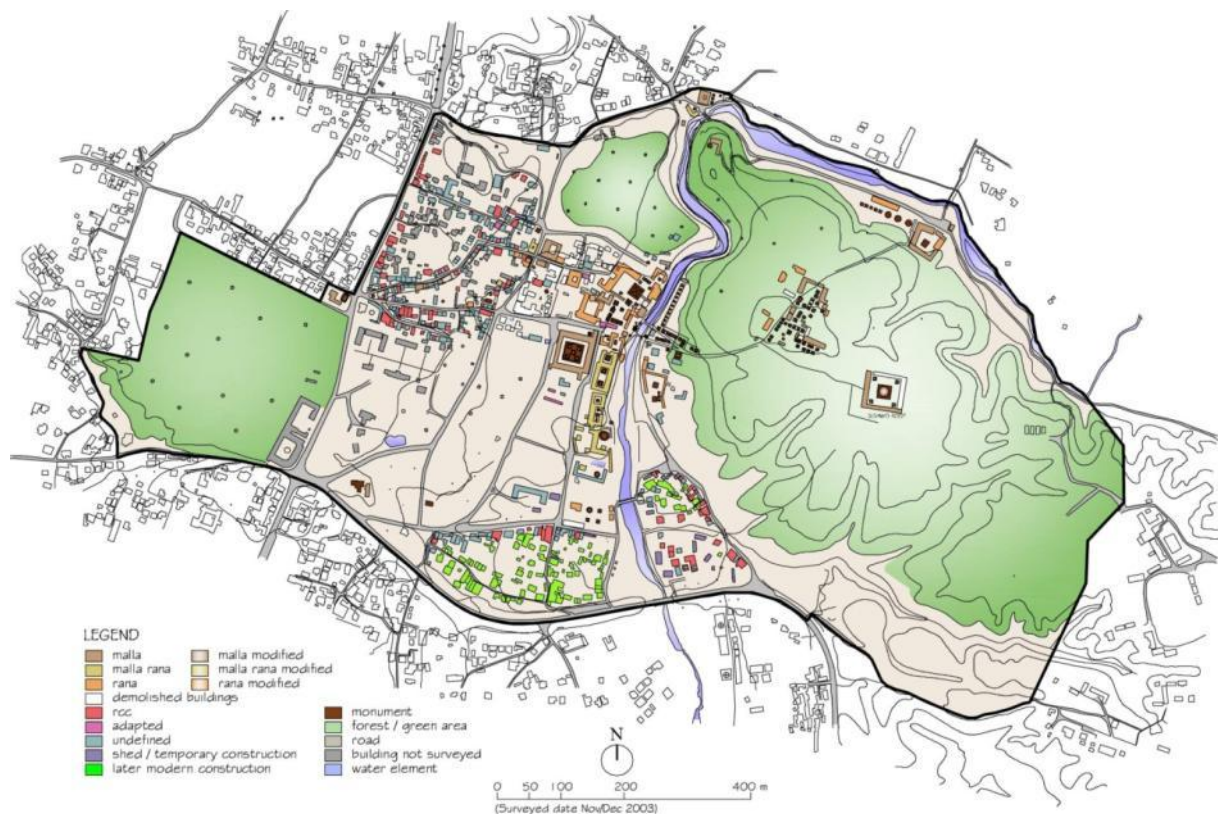 LEGEND
malla
malla rana
rana
demolished buildings
rcc
adapted
undefined
shed / temporary construction
later modern construction
malla modified
malla rana modified
rana modified
monument
forest / green area
road
building not surveyed
water element
N
0 50 100 200 400 m
(Surveyed date Nov/Dec 2003)